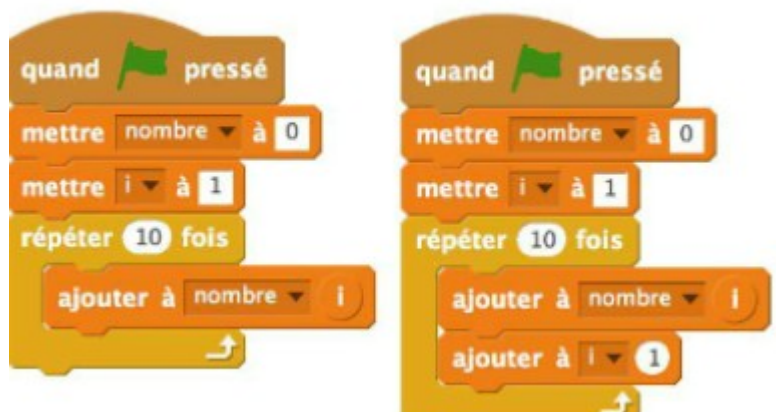 quand pressé
mettre nombre à 0
mettre i à 1
répéter 10 fois
ajouter à nombre i
quand pressé
mettre nombre à 0
mettre i à 1
répéter 10 fois
ajouter à nombre i
ajouter à i 1